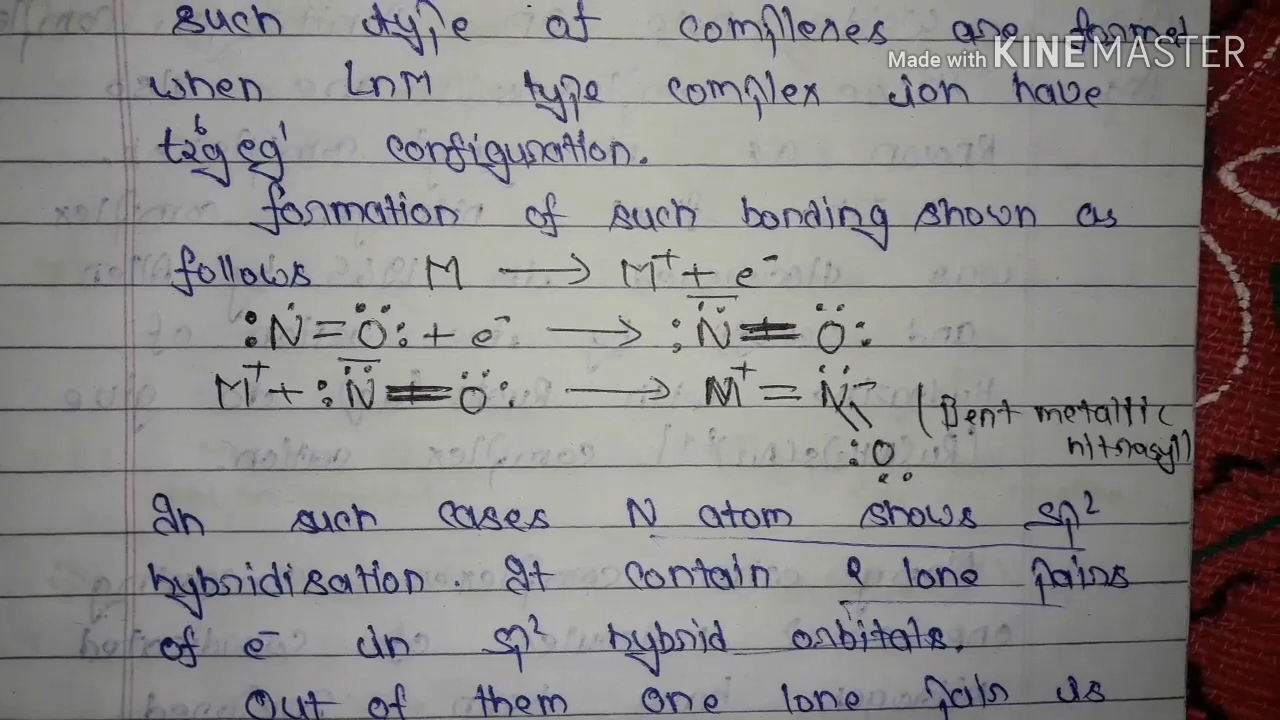 such type of complexes are formed
Made with KINEMASTER
when LnM type complex ion have
t2g⁶ eg¹ configuration.
formation of such bonding shown as
follows M ⟶ M⁺ + e⁻
:Ṅ = Ö: + e⁻ ⟶ :N̈ = Ö:
M⁺ + :N̈ = Ö: ⟶ M⁺ = N̈⁻
(Bent metallic
nitrosyl)
:O
In such cases N atom shows sp²
hybridisation. It contain 2 lone pairs
of e⁻ in sp² hybrid orbitals.
Out of them one lone pair is